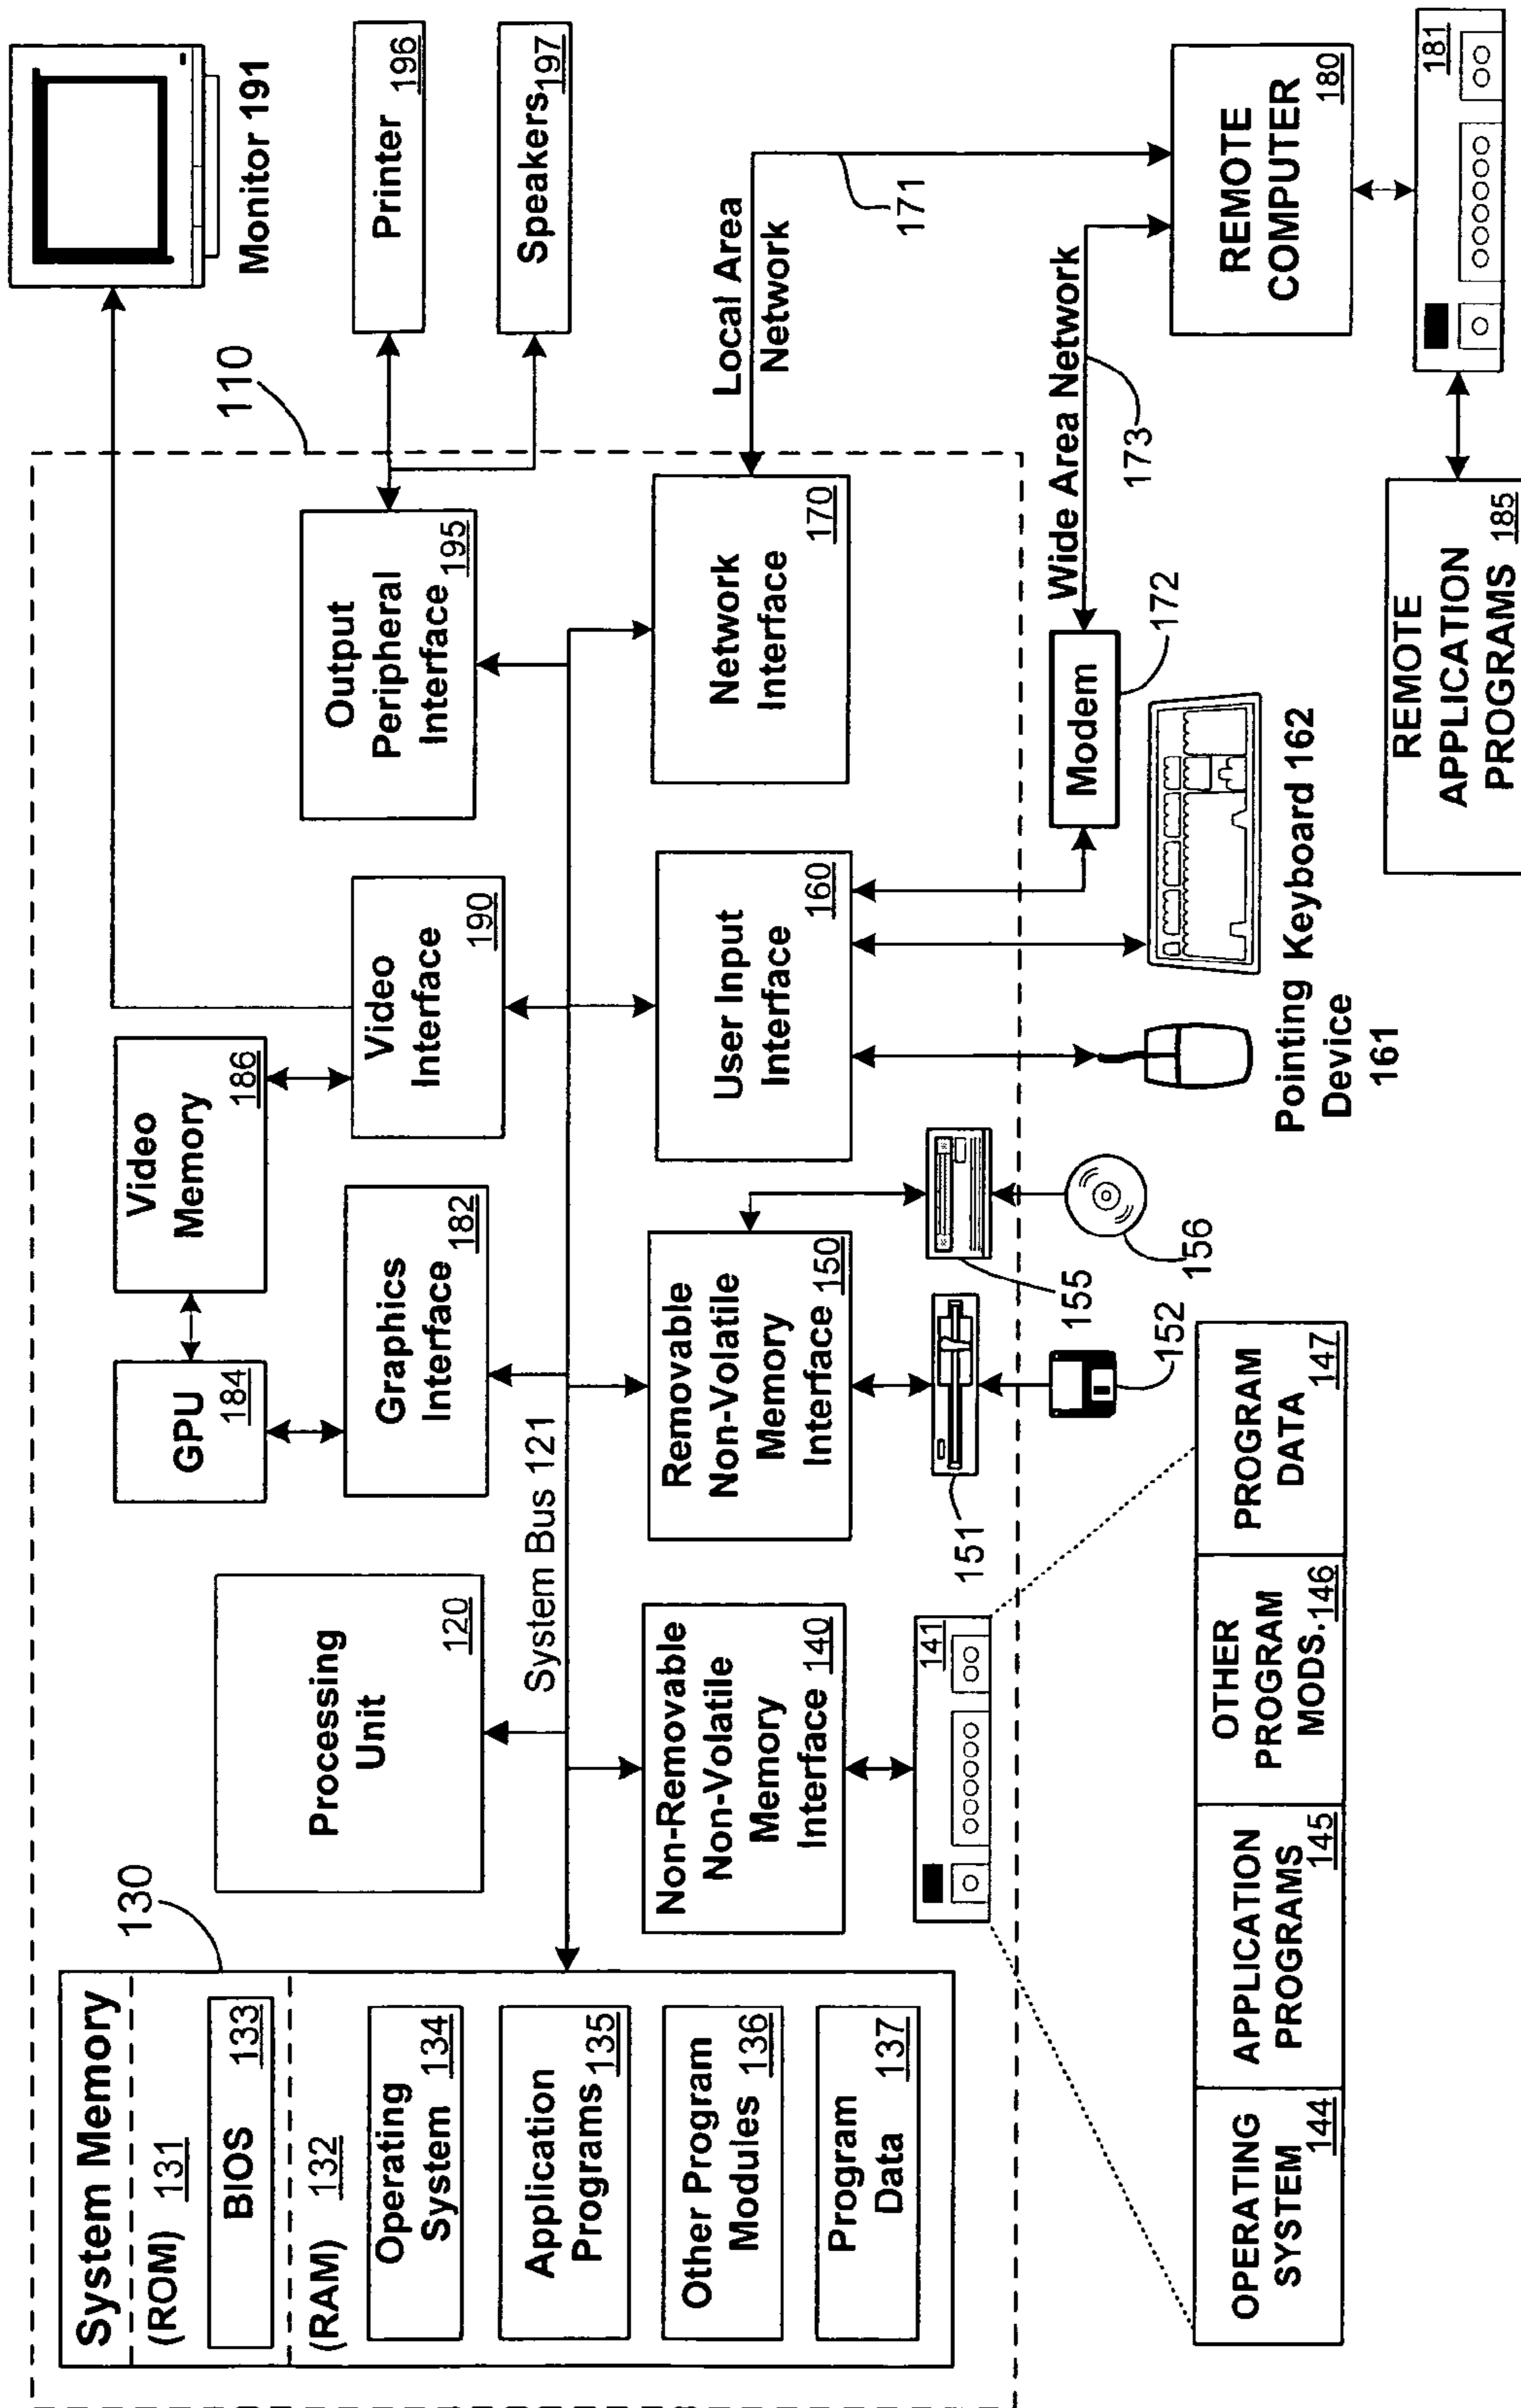 System Memory
(ROM) 131
BIOS 133
(RAM) 132
Operating
System 134
Application
Programs 135
Other Program
Modules 136
Program
Data 137
130
Processing
Unit
120
System Bus 121
GPU
184
Video
Memory
186
Graphics
Interface
182
Video
Interface
190
Output
Peripheral
Interface 195
110
Monitor 191
Printer
196
Speakers 197
Non-Removable
Non-Volatile
Memory
Interface 140
Removable
Non-Volatile
Memory
Interface 150
User Input
Interface
160
Network
Interface
170
Local Area
Network
171
141
151
155
152
156
Modem
172
Wide Area Network
173
REMOTE
COMPUTER
180
181
Pointing
Device
161
Keyboard 162
OPERATING
SYSTEM 144
APPLICATION
PROGRAMS 145
OTHER
PROGRAM
MODS. 146
PROGRAM
DATA 147
REMOTE
APPLICATION
PROGRAMS 185